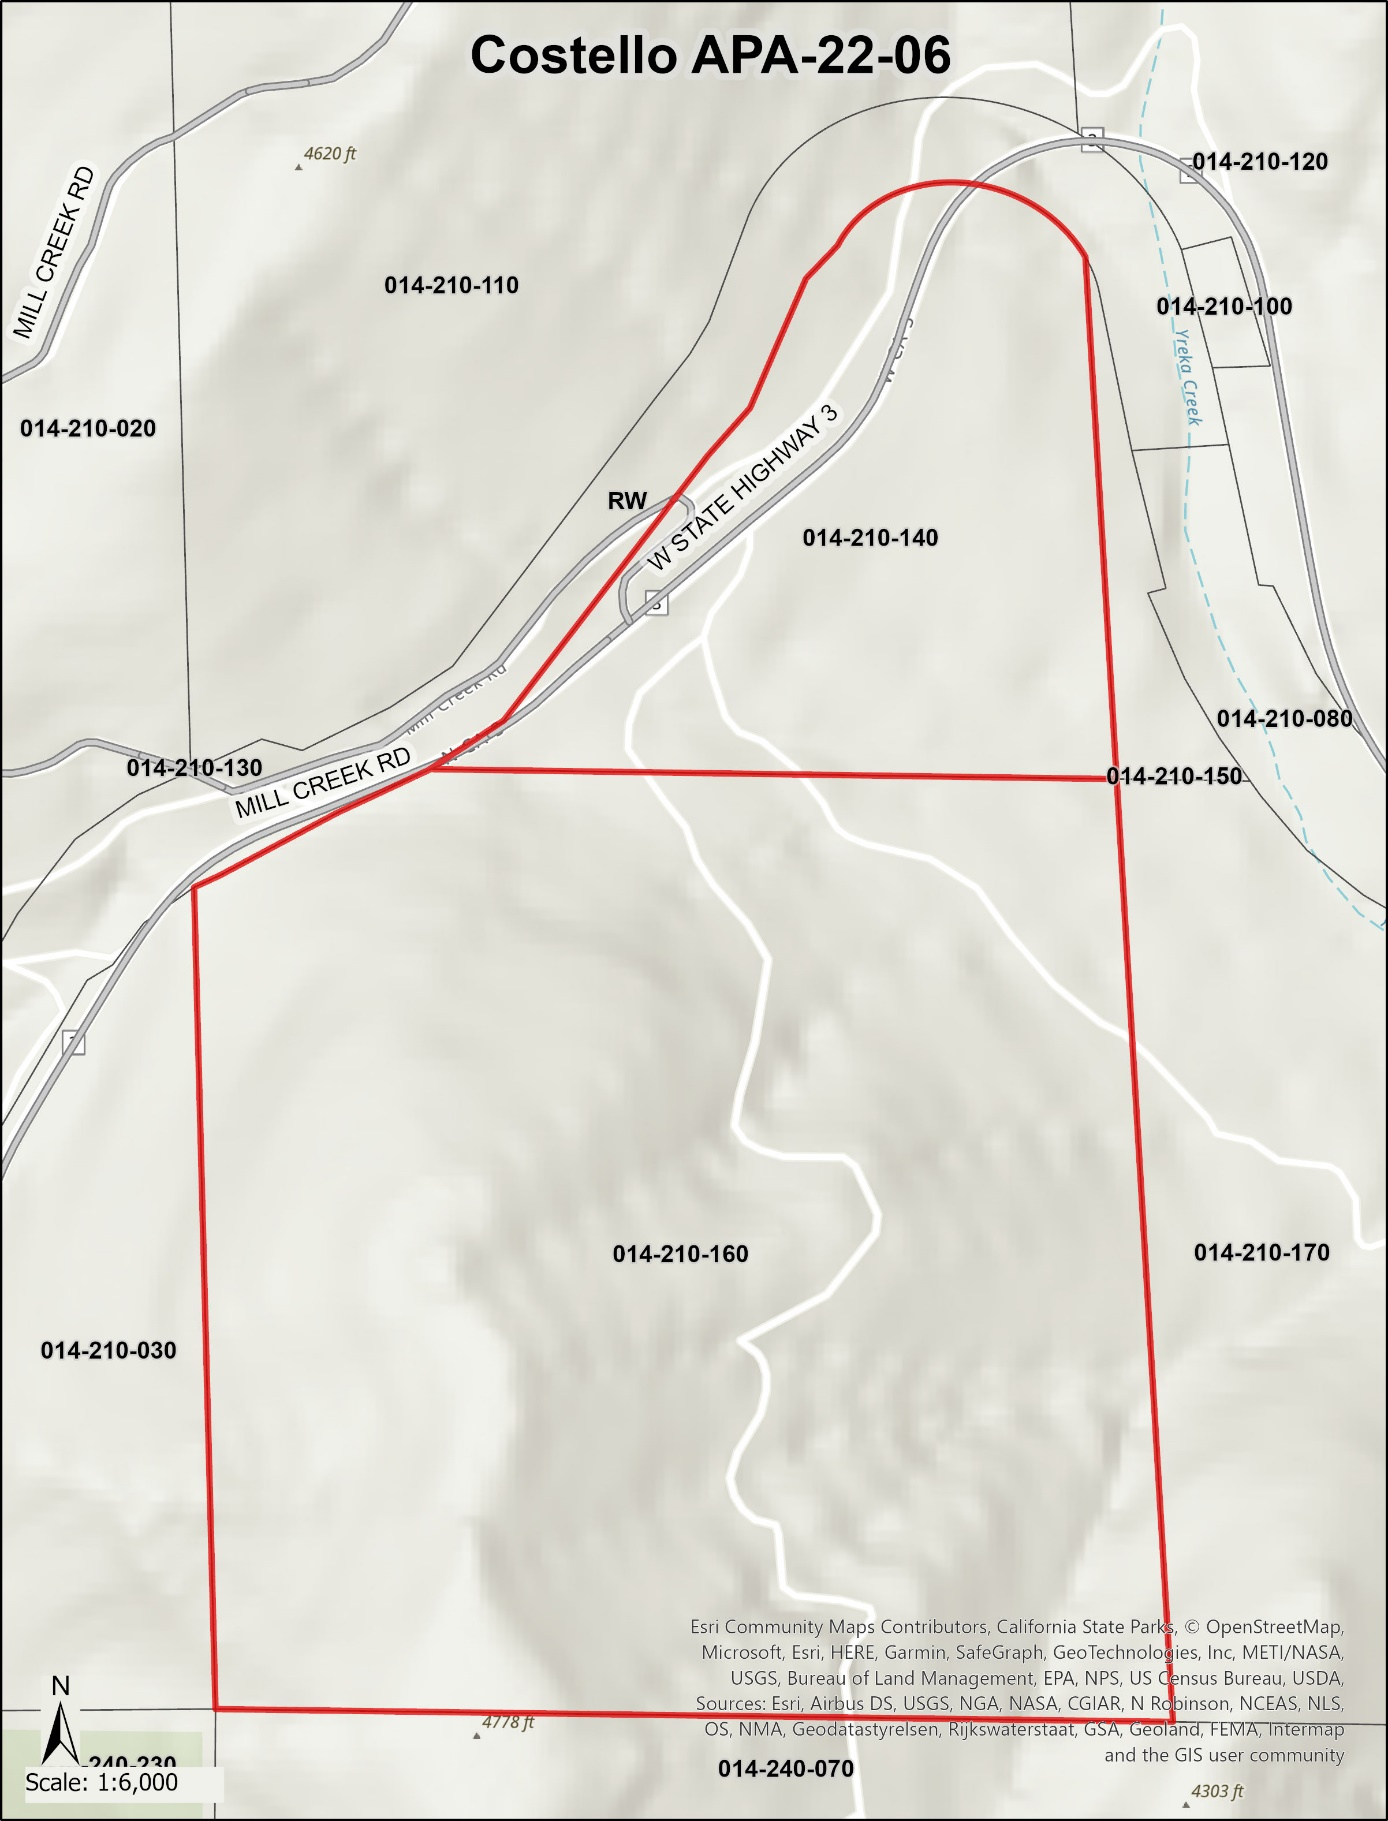 Costello APA-22-06
4620 ft
014-210-120
MILL CREEK RD
014-210-110
014-210-100
Yreka Creek
014-210-020
W STATE HIGHWAY 3
RW
014-210-140
3
Mill Creek Rd
014-210-080
014-210-130
MILL CREEK RD
014-210-150
014-210-160
014-210-170
014-210-030
Esri Community Maps Contributors, California State Parks, © OpenStreetMap,
Microsoft, Esri, HERE, Garmin, SafeGraph, GeoTechnologies, Inc, METI/NASA,
USGS, Bureau of Land Management, EPA, NPS, US Census Bureau, USDA,
Sources: Esri, Airbus DS, USGS, NGA, NASA, CGIAR, N Robinson, NCEAS, NLS,
OS, NMA, Geodatastyrelsen, Rijkswaterstaat, GSA, Geoland, FEMA, Intermap
and the GIS user community
N
4778 ft
-240-230
Scale: 1:6,000
014-240-070
4303 ft